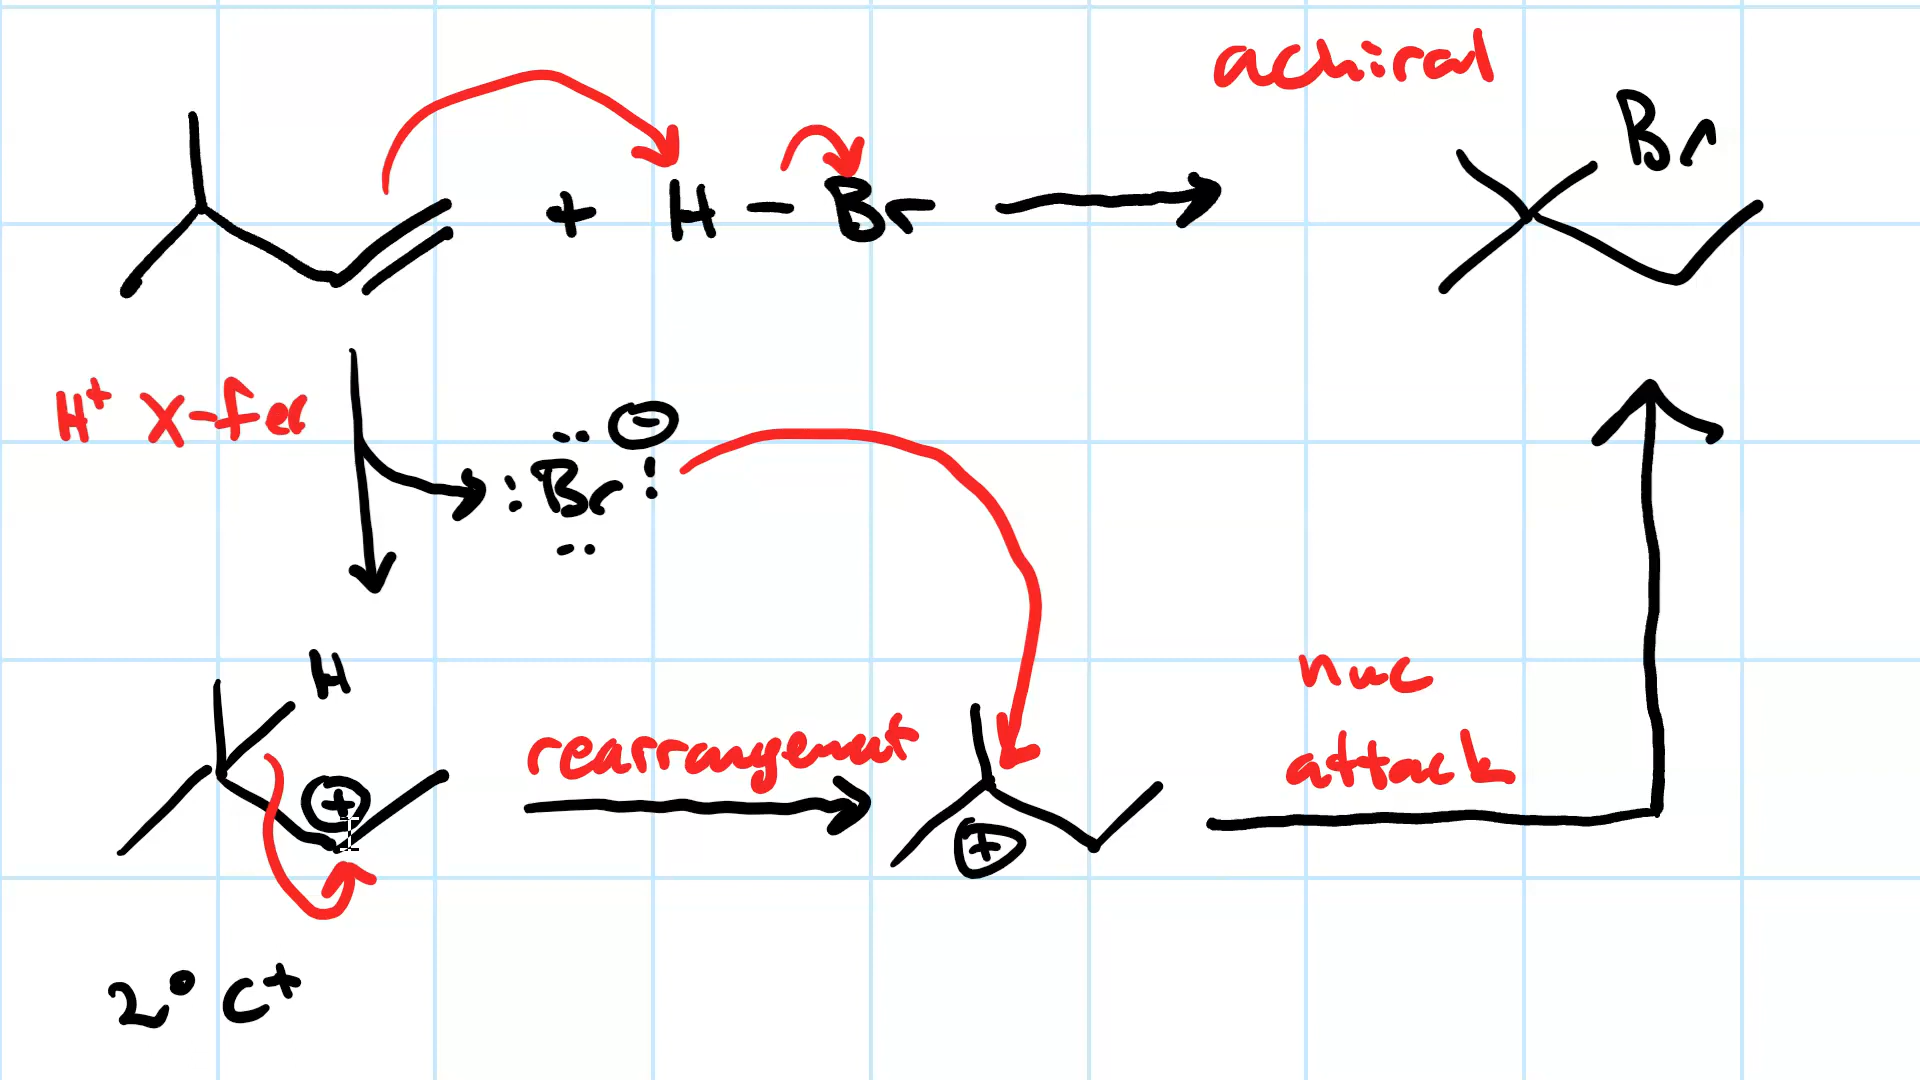 achiral
Br
+ H - Br
H⁺ X-fer
:Br: ⊖
H
rearrangement
nuc
attack
⊕
⊕
2° C⁺